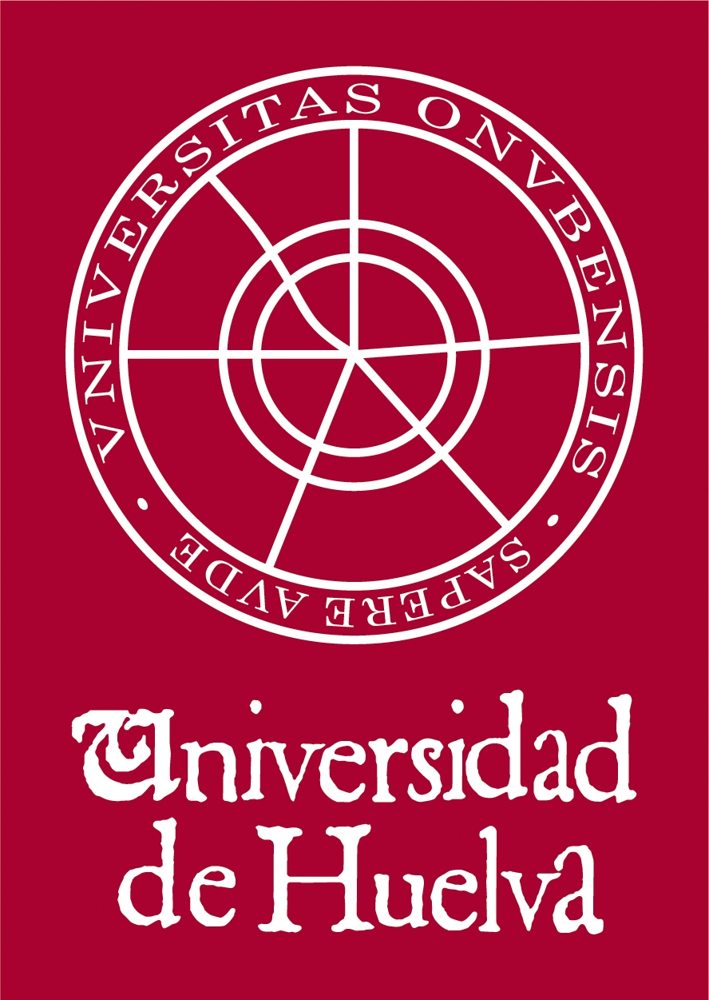 VNIVERSITAS ONVBENSIS · SAPERE AVDE ·
Universidad
de Huelva